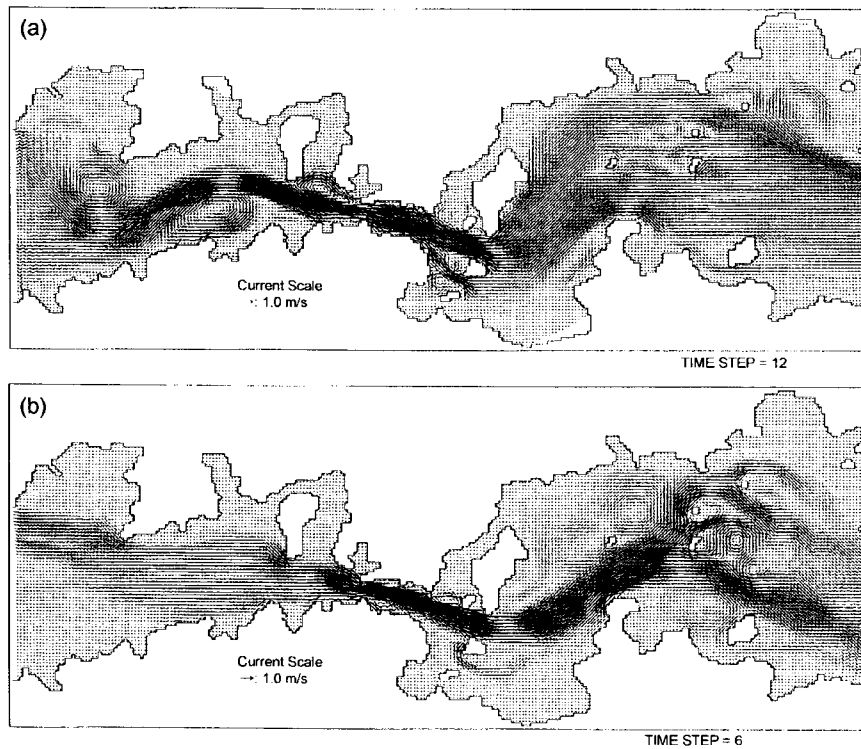 (a)
Current Scale
→: 1.0 m/s
TIME STEP = 12
(b)
Current Scale
→: 1.0 m/s
TIME STEP = 6